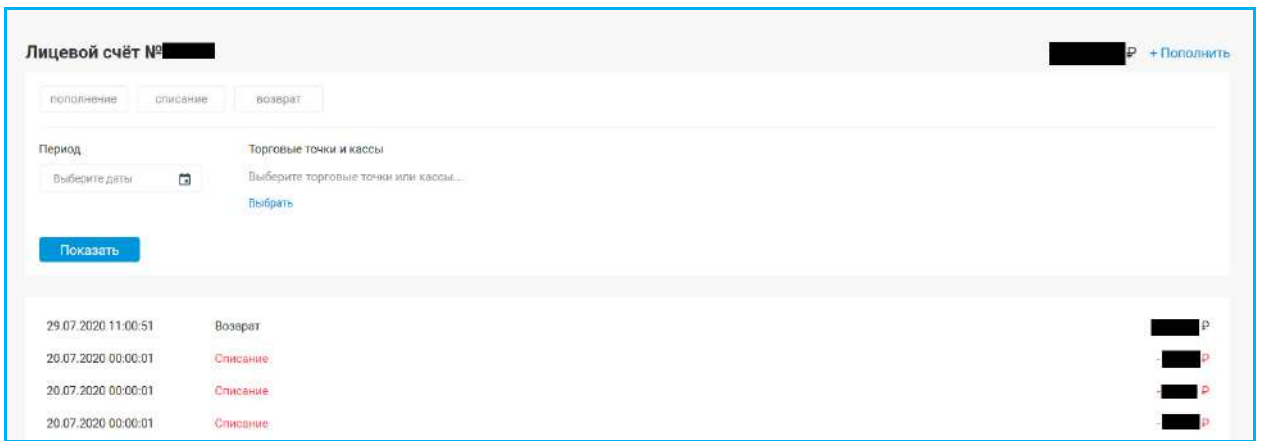 Лицевой счёт №
₽ + Пополнить
пополнение списание возврат
Период Торговые точки и кассы
Выберите даты Выберите торговые точки или кассы...
Выбрать
Показать
29.07.2020 11:00:51 Возврат ₽
20.07.2020 00:00:01 Списание - ₽
20.07.2020 00:00:01 Списание - ₽
20.07.2020 00:00:01 Списание - ₽